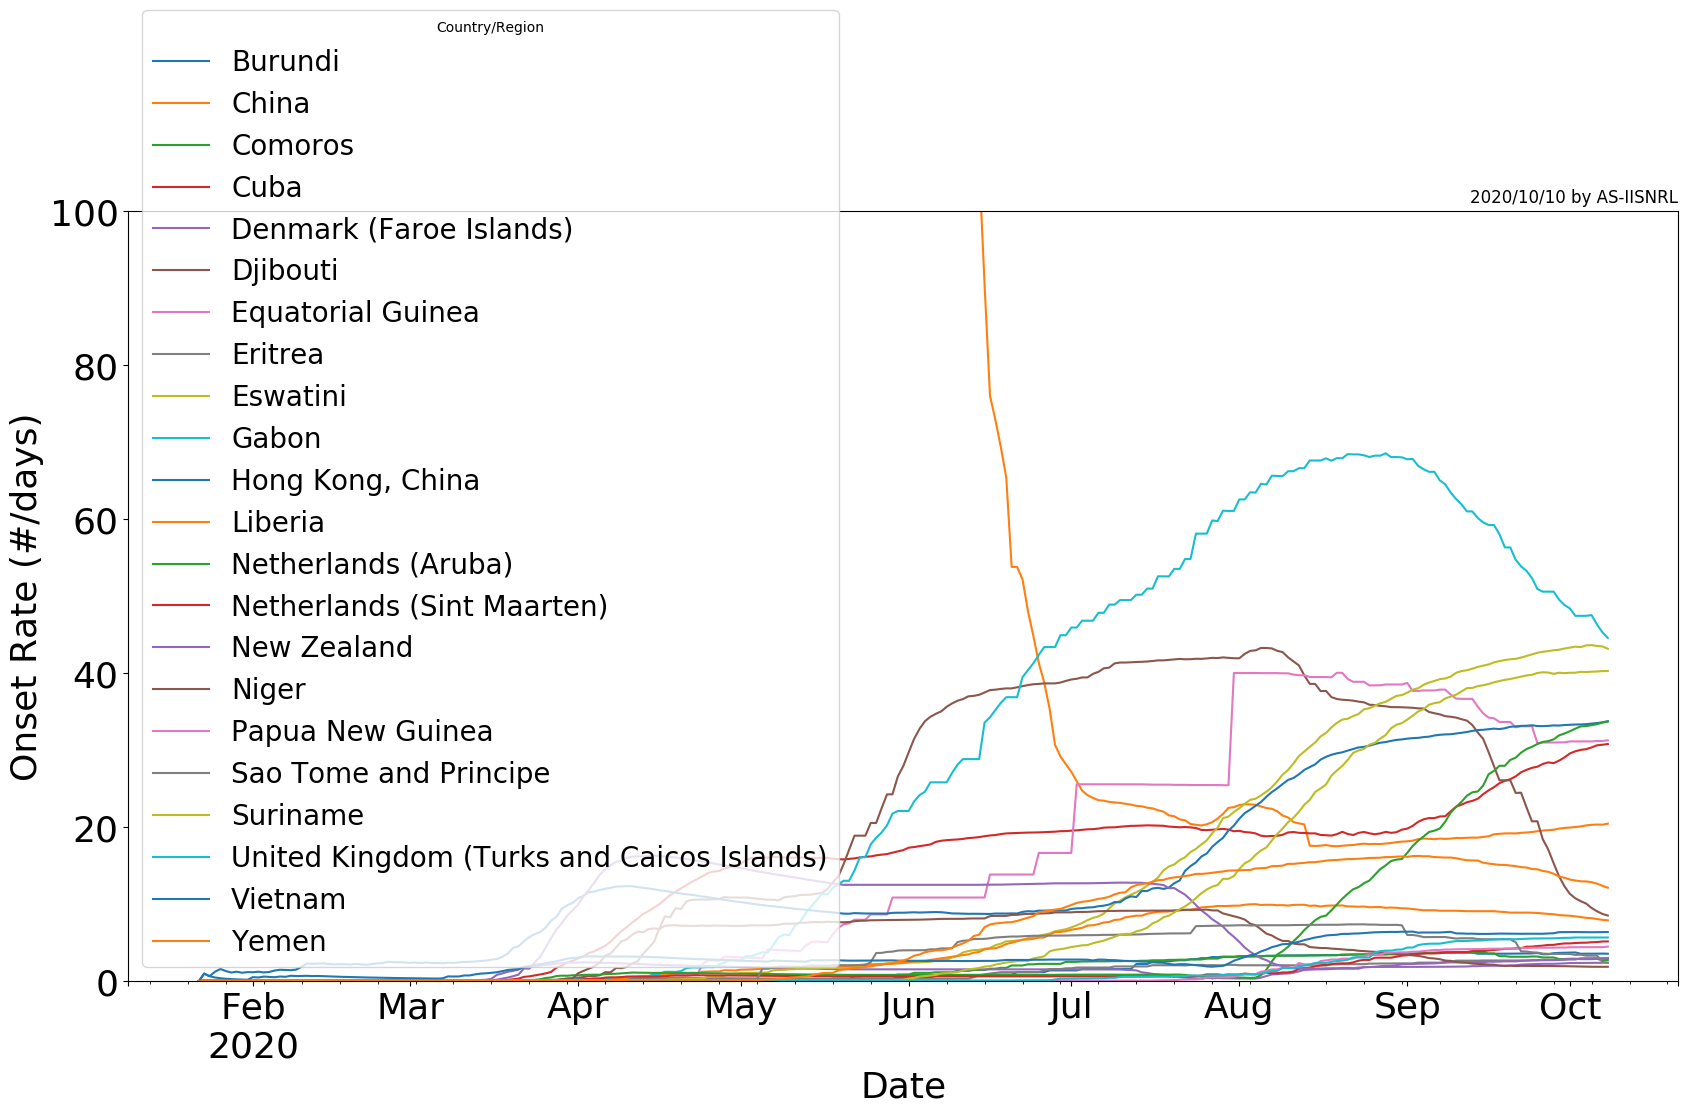 Country/Region
Burundi
China
Comoros
Cuba
Denmark (Faroe Islands)
Djibouti
Equatorial Guinea
Eritrea
Eswatini
Gabon
Hong Kong, China
Liberia
Netherlands (Aruba)
Netherlands (Sint Maarten)
New Zealand
Niger
Papua New Guinea
Sao Tome and Principe
Suriname
United Kingdom (Turks and Caicos Islands)
Vietnam
Yemen
2020/10/10 by AS-IISNRL
Onset Rate (#/days)
100
80
60
40
20
0
Feb Mar Apr May Jun Jul Aug Sep Oct
2020
Date